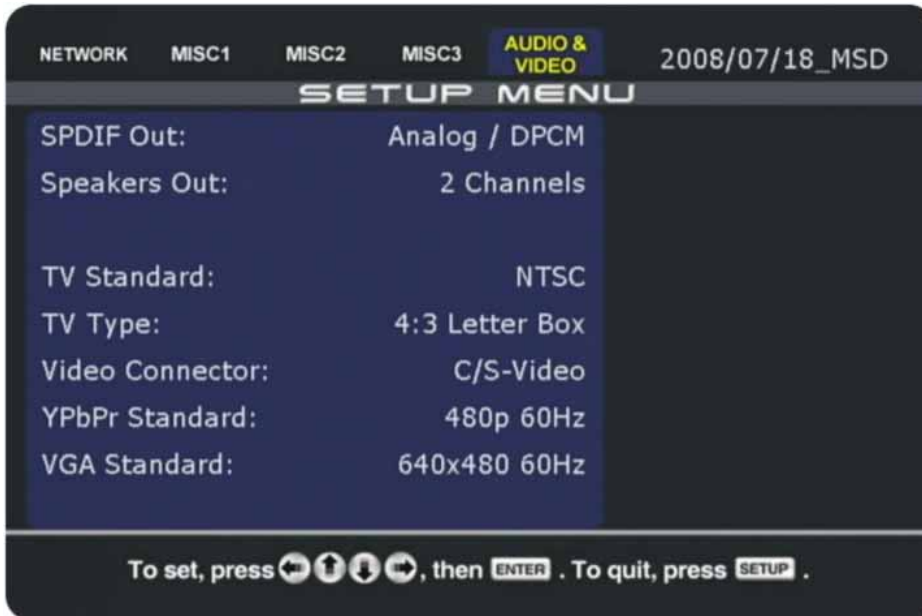 NETWORK MISC1 MISC2 MISC3 AUDIO & VIDEO 2008/07/18_MSD
SETUP MENU
SPDIF Out: Analog / DPCM
Speakers Out: 2 Channels
TV Standard: NTSC
TV Type: 4:3 Letter Box
Video Connector: C/S-Video
YPbPr Standard: 480p 60Hz
VGA Standard: 640x480 60Hz
To set, press , then ENTER . To quit, press SETUP .